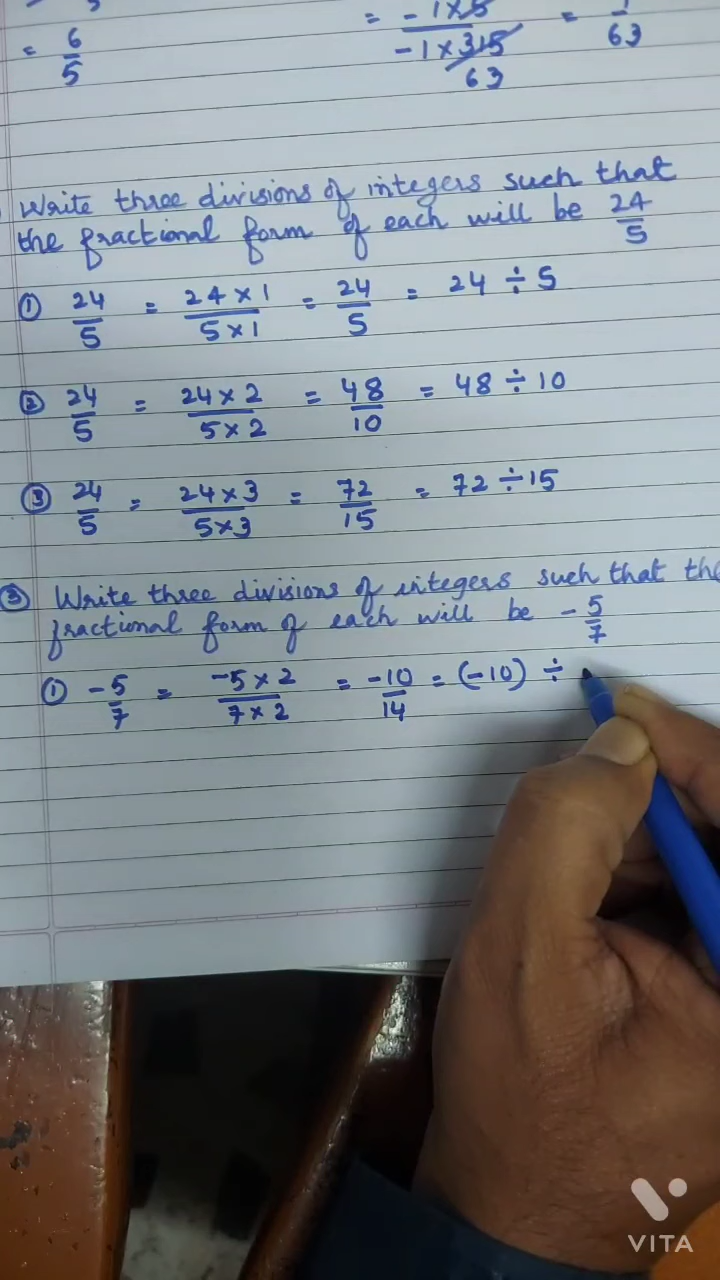 = 6/5
= -1×5/-1×315 = 1/63
63
Write three divisions of integers such that
the fractional form of each will be 24/5
① 24/5 = 24×1/5×1 = 24/5 = 24÷5
② 24/5 = 24×2/5×2 = 48/10 = 48÷10
③ 24/5 = 24×3/5×3 = 72/15 = 72÷15
③ Write three divisions of integers such that the
fractional form of each will be -5/7
① -5/7 = -5×2/7×2 = -10/14 = (-10) ÷
VITA